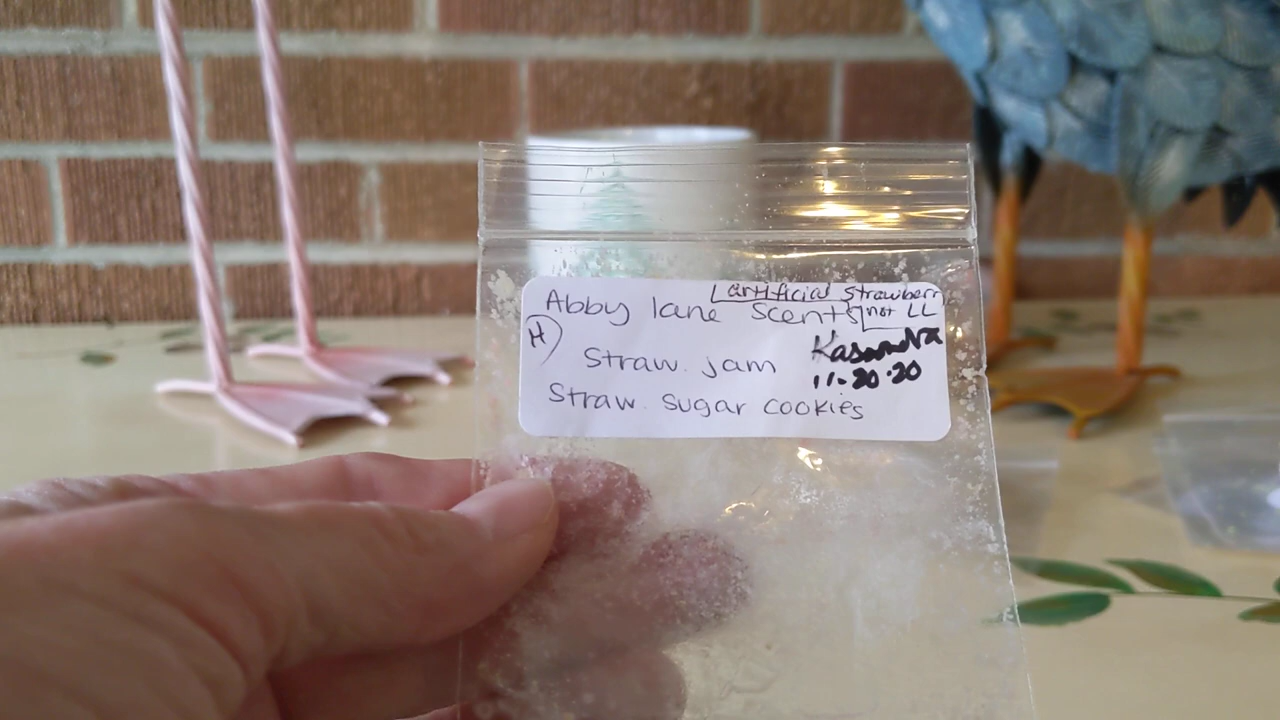 artificial strawberry
Abby lane Scents not LL
H) Straw. jam Kasandra
11-20-20
Straw. sugar cookies